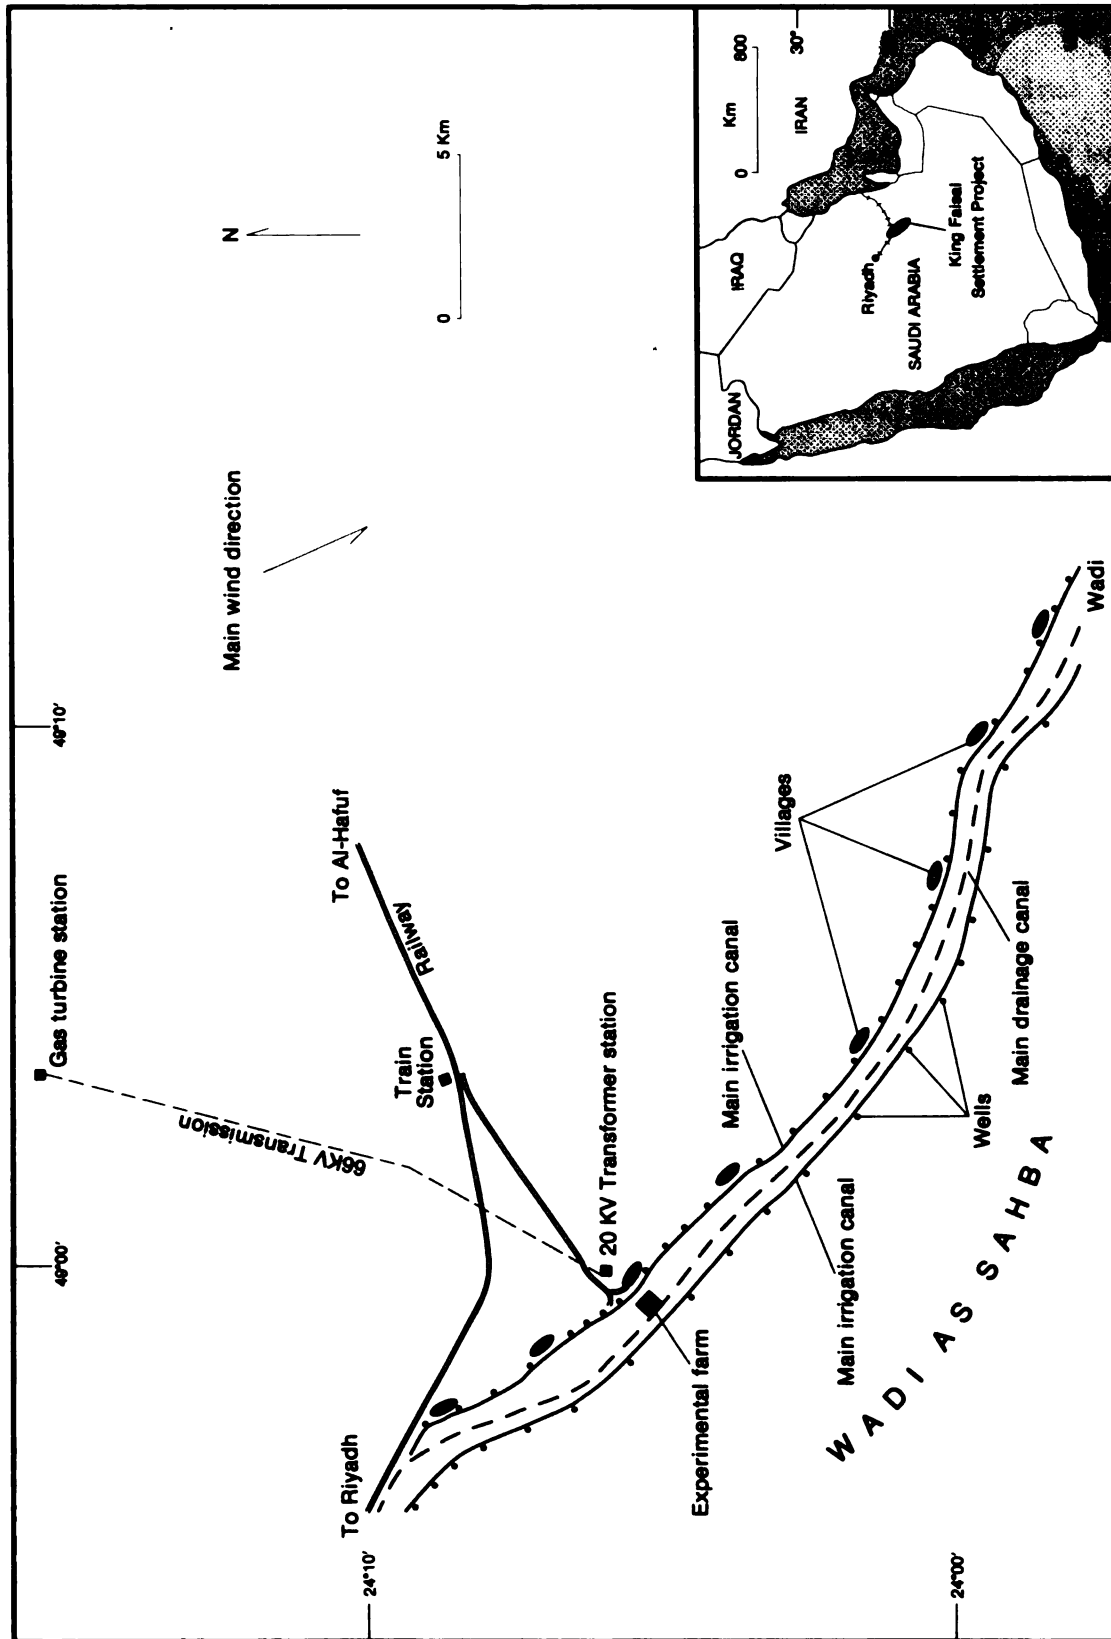 49°00'
49°10'
24°10'
24°00'
Gas turbine station
66KV Transmission
Main wind direction
N
0
5 Km
To Riyadh
To Al-Hafuf
Railway
Train
Station
20 KV Transformer station
Experimental farm
Main irrigation canal
Main irrigation canal
Villages
Wells
Main drainage canal
Wadi
WADI AS SAHBA
JORDAN
IRAQ
IRAN
30°
Km
0
800
Riyadh
SAUDI ARABIA
King Faisal
Settlement Project